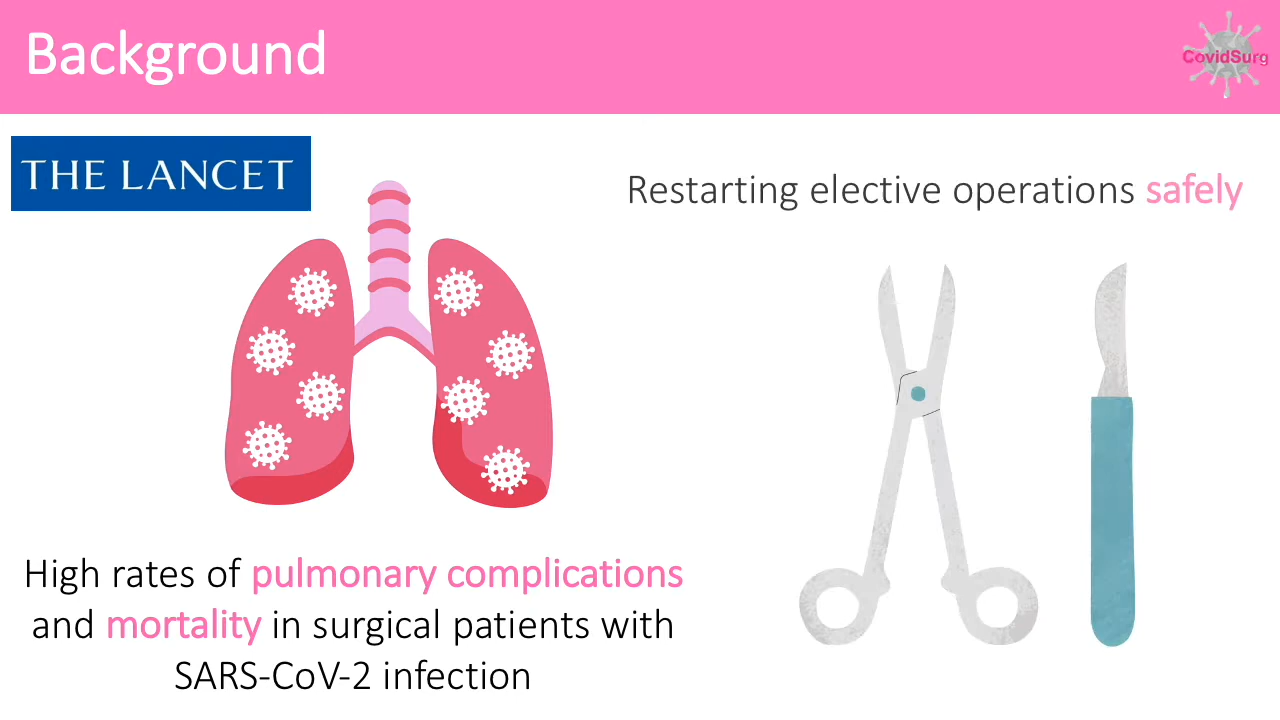 Background
CovidSurg
THE LANCET
Restarting elective operations safely
High rates of pulmonary complications
and mortality in surgical patients with
SARS-CoV-2 infection